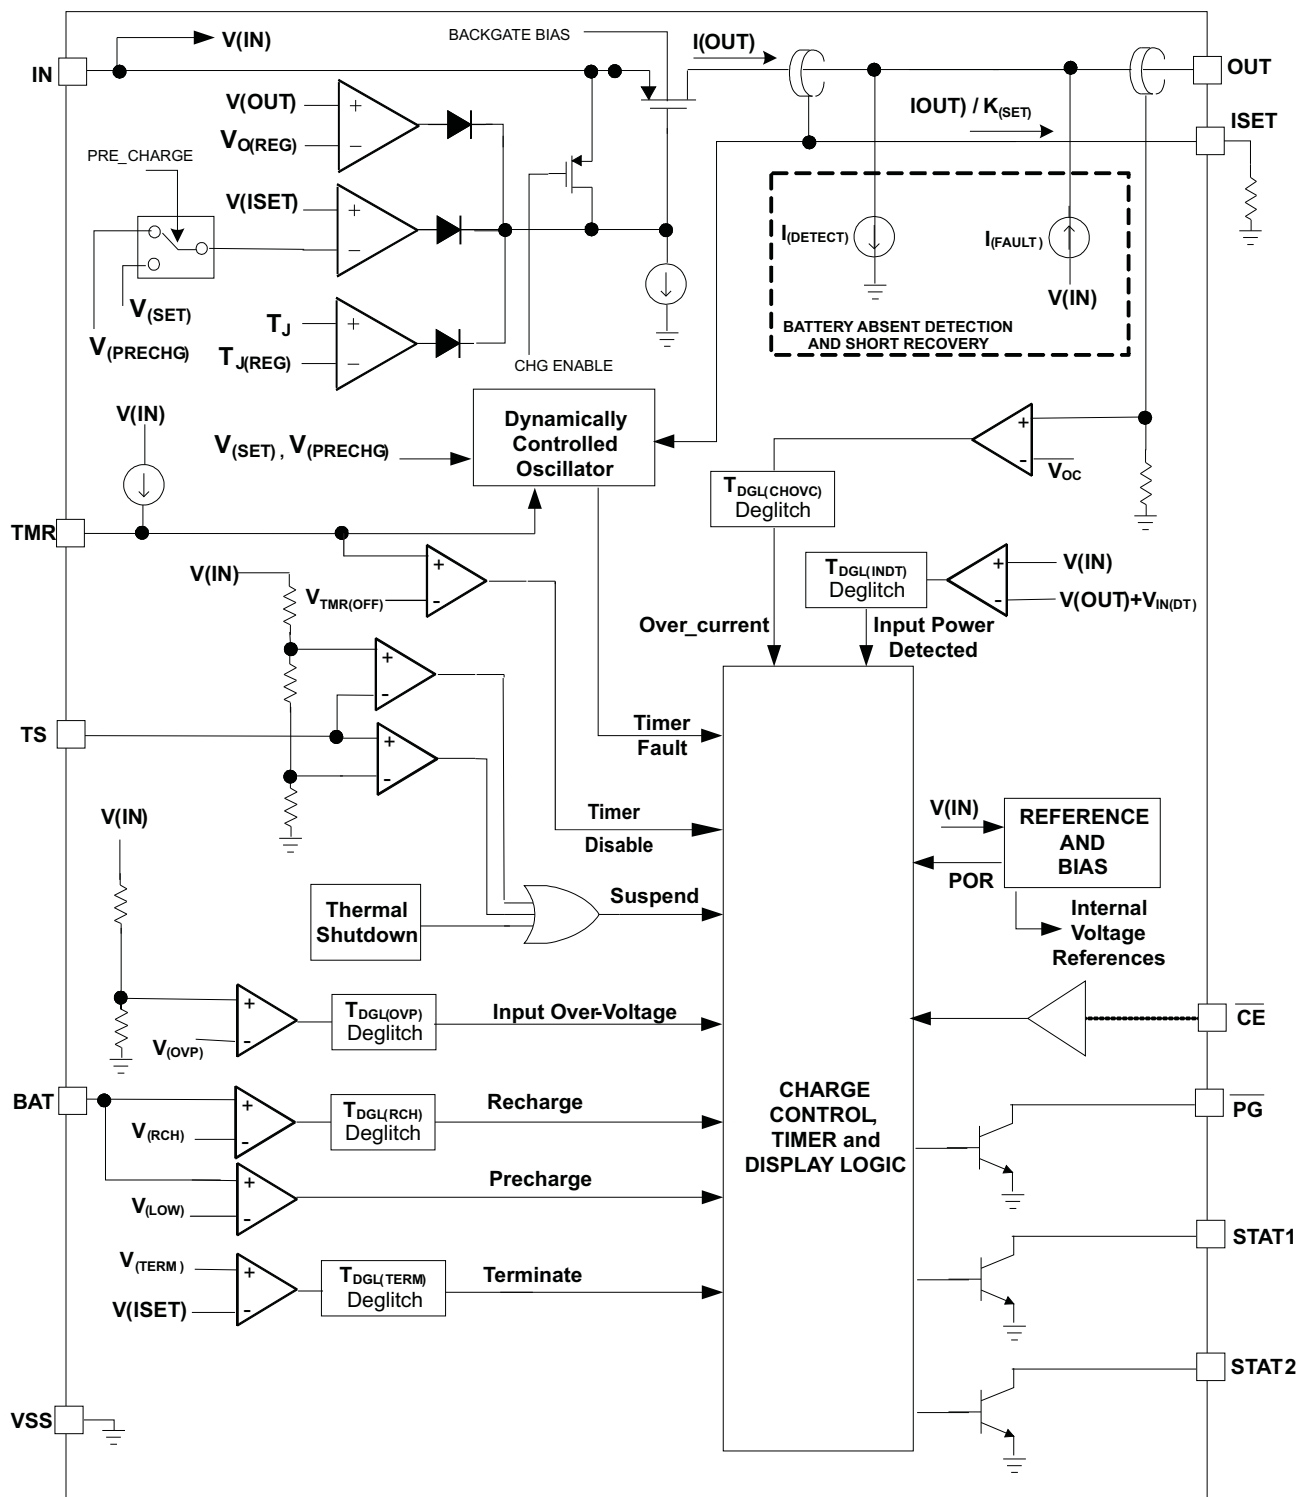 BACKGATE BIAS
I(OUT)
V(IN)
IN
OUT
V(OUT)
VO(REG)
IOUT) / K(SET)
ISET
PRE_CHARGE
V(ISET)
I(DETECT)
I(FAULT)
V(IN)
V(SET)
V(PRECHG)
TJ
TJ(REG)
BATTERY ABSENT DETECTION
AND SHORT RECOVERY
CHG ENABLE
V(IN)
V(SET) , V(PRECHG)
Dynamically
Controlled
Oscillator
VOC
TDGL(CHOVC)
Deglitch
TMR
V(IN)
VTMR(OFF)
TDGL(INDT)
Deglitch
V(IN)
V(OUT)+VIN(DT)
Over_current
Input Power
Detected
TS
Timer
Fault
V(IN)
Timer
Disable
V(IN)
REFERENCE
AND
BIAS
POR
Thermal
Shutdown
Suspend
Internal
Voltage
References
TDGL(OVP)
Deglitch
Input Over-Voltage
V(OVP)
CE
BAT
V(RCH)
TDGL(RCH)
Deglitch
Recharge
CHARGE
CONTROL,
TIMER and
DISPLAY LOGIC
PG
V(LOW)
Precharge
V(TERM)
V(ISET)
TDGL(TERM)
Deglitch
Terminate
STAT1
STAT2
VSS